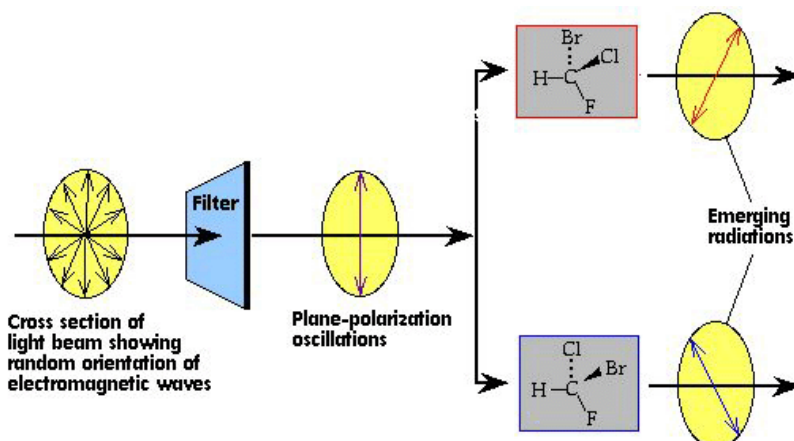 Br
Cl
H-C
F
Filter
Emerging
radiations
Cross section of
light beam showing
random orientation of
electromagnetic waves
Plane-polarization
oscillations
Cl
Br
H-C
F